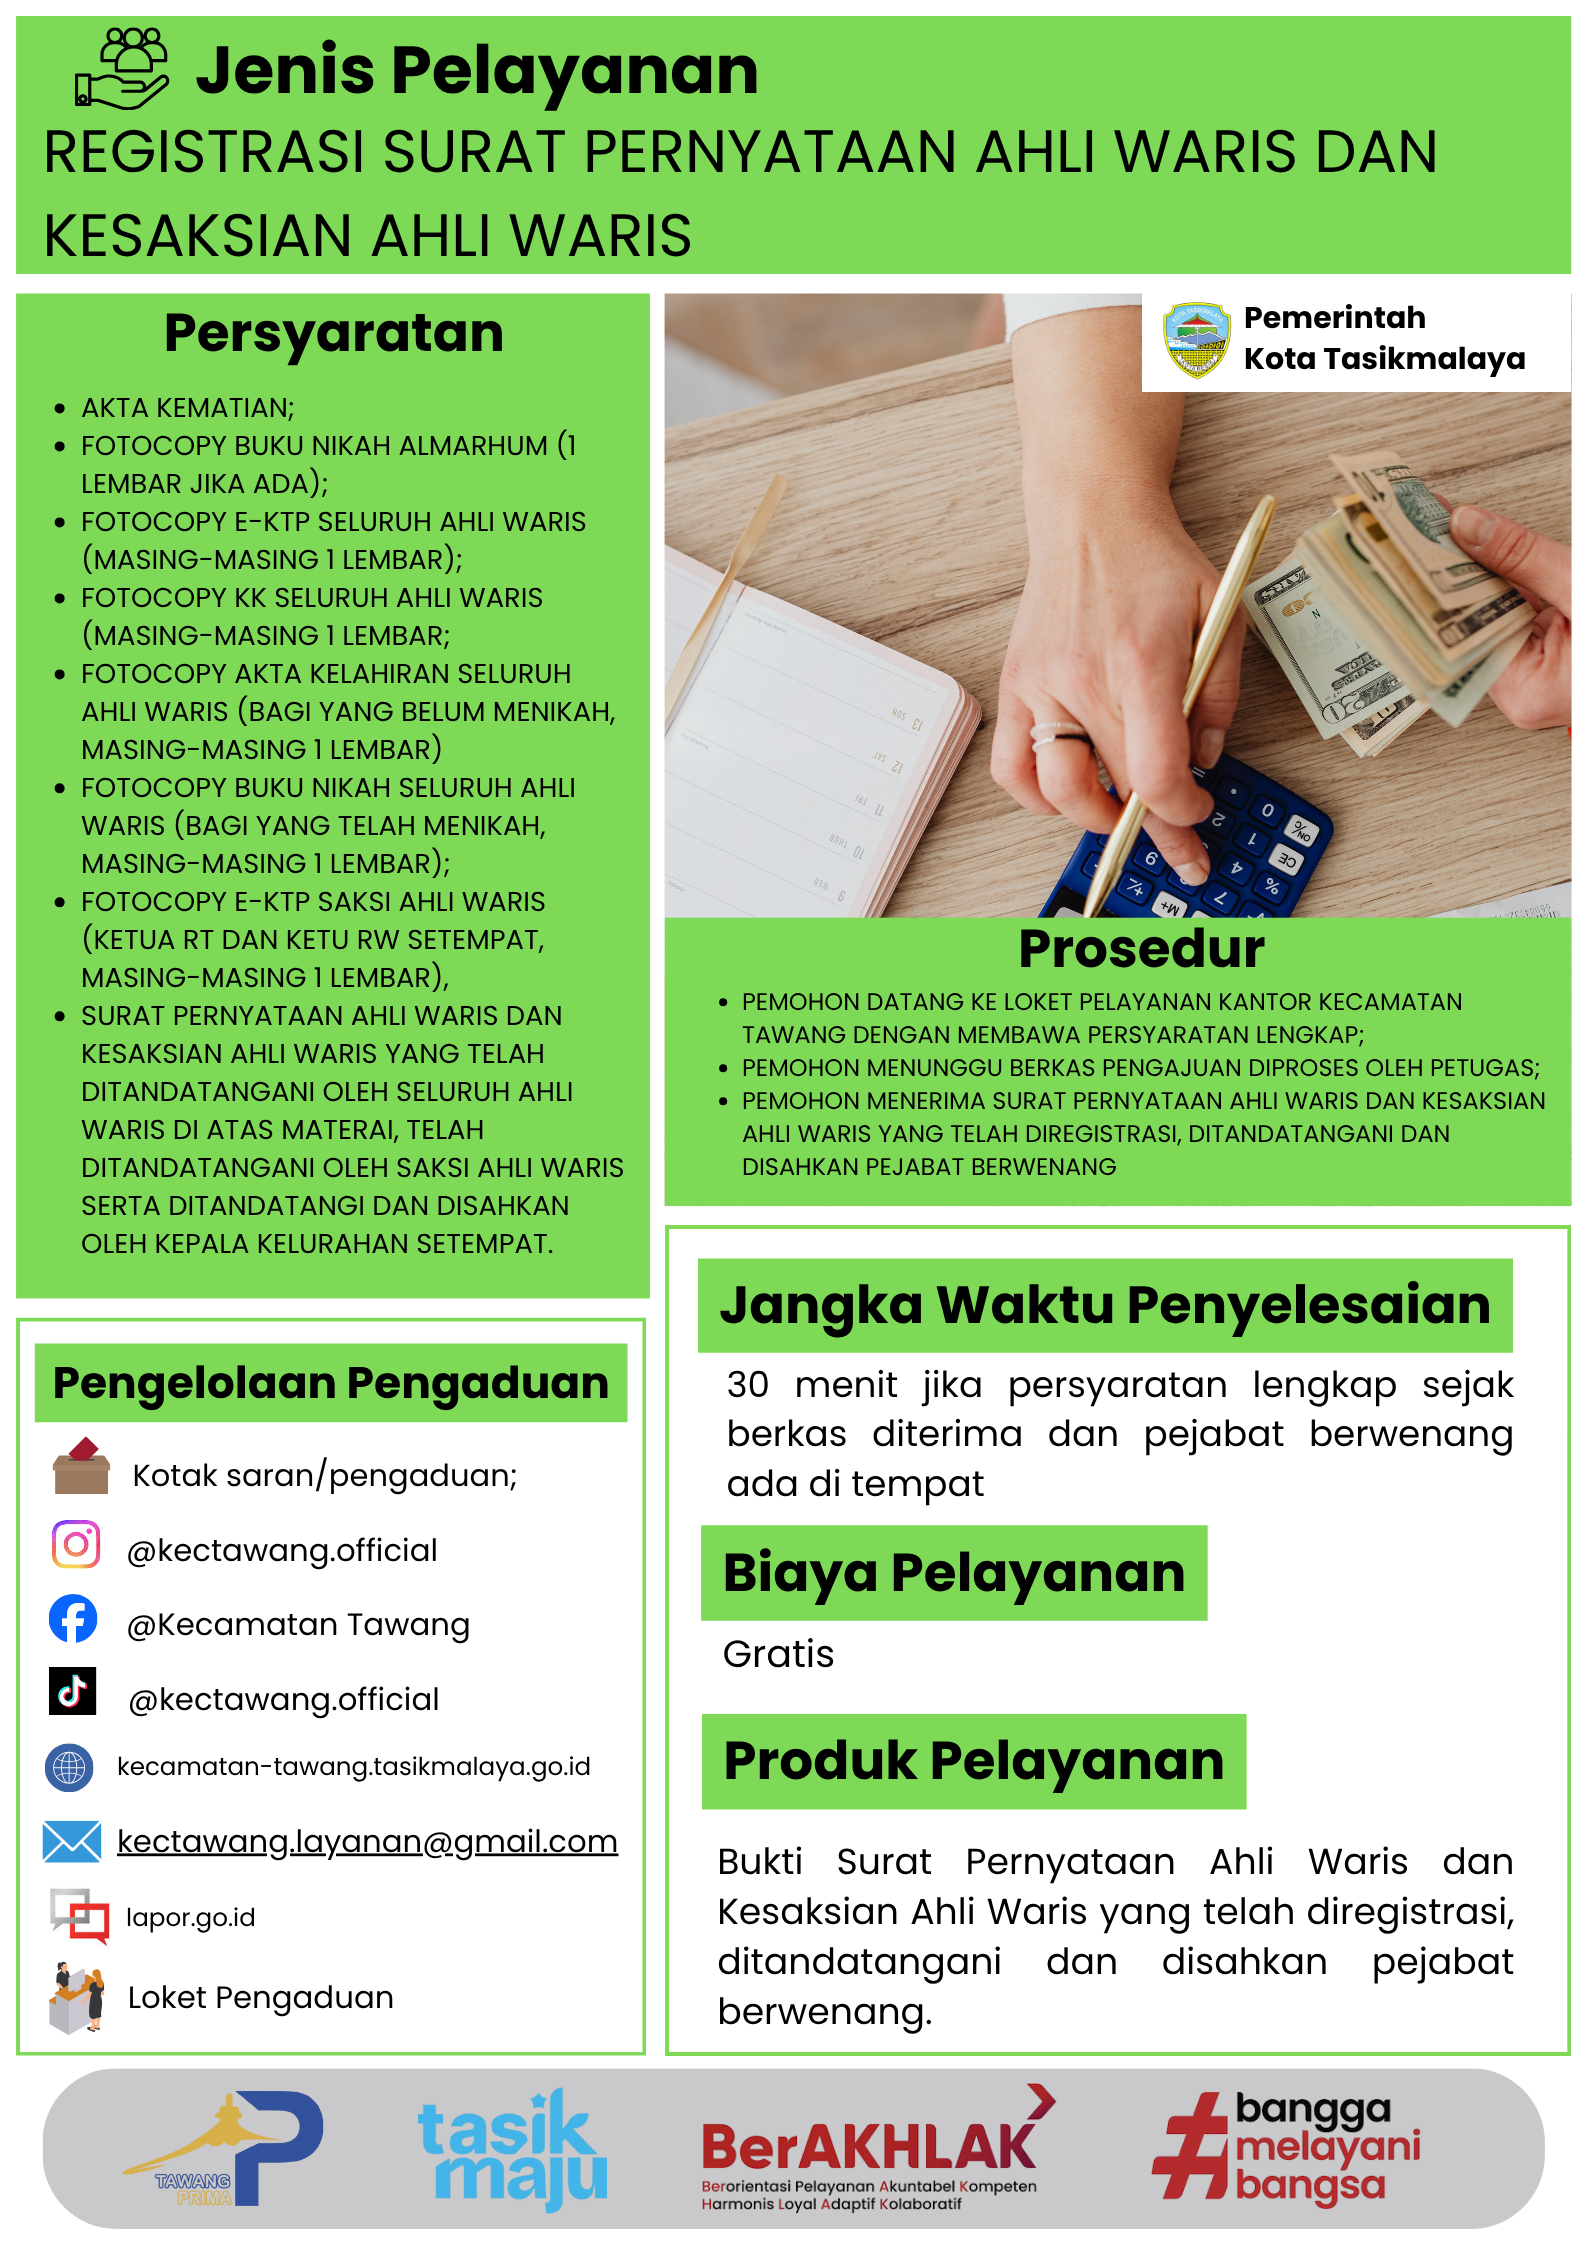 Jenis Pelayanan
REGISTRASI SURAT PERNYATAAN AHLI WARIS DAN
KESAKSIAN AHLI WARIS
Persyaratan
• AKTA KEMATIAN;
• FOTOCOPY BUKU NIKAH ALMARHUM (1
LEMBAR JIKA ADA);
• FOTOCOPY E-KTP SELURUH AHLI WARIS
(MASING-MASING 1 LEMBAR);
• FOTOCOPY KK SELURUH AHLI WARIS
(MASING-MASING 1 LEMBAR;
• FOTOCOPY AKTA KELAHIRAN SELURUH
AHLI WARIS (BAGI YANG BELUM MENIKAH,
MASING-MASING 1 LEMBAR)
• FOTOCOPY BUKU NIKAH SELURUH AHLI
WARIS (BAGI YANG TELAH MENIKAH,
MASING-MASING 1 LEMBAR);
• FOTOCOPY E-KTP SAKSI AHLI WARIS
(KETUA RT DAN KETU RW SETEMPAT,
MASING-MASING 1 LEMBAR),
• SURAT PERNYATAAN AHLI WARIS DAN
KESAKSIAN AHLI WARIS YANG TELAH
DITANDATANGANI OLEH SELURUH AHLI
WARIS DI ATAS MATERAI, TELAH
DITANDATANGANI OLEH SAKSI AHLI WARIS
SERTA DITANDATANGI DAN DISAHKAN
OLEH KEPALA KELURAHAN SETEMPAT.
Pemerintah
Kota Tasikmalaya
13 SUN
12 SAT
11 FRI
10 THUR
9 WED
Prosedur
• PEMOHON DATANG KE LOKET PELAYANAN KANTOR KECAMATAN
TAWANG DENGAN MEMBAWA PERSYARATAN LENGKAP;
• PEMOHON MENUNGGU BERKAS PENGAJUAN DIPROSES OLEH PETUGAS;
• PEMOHON MENERIMA SURAT PERNYATAAN AHLI WARIS DAN KESAKSIAN
AHLI WARIS YANG TELAH DIREGISTRASI, DITANDATANGANI DAN
DISAHKAN PEJABAT BERWENANG
Pengelolaan Pengaduan
Kotak saran/pengaduan;
@kectawang.official
@Kecamatan Tawang
@kectawang.official
kecamatan-tawang.tasikmalaya.go.id
kectawang.layanan@gmail.com
lapor.go.id
Loket Pengaduan
Jangka Waktu Penyelesaian
30 menit jika persyaratan lengkap sejak
berkas diterima dan pejabat berwenang
ada di tempat
Biaya Pelayanan
Gratis
Produk Pelayanan
Bukti Surat Pernyataan Ahli Waris dan
Kesaksian Ahli Waris yang telah diregistrasi,
ditandatangani dan disahkan pejabat
berwenang.
TAWANG
PRIMA
tasik
maju
BerAKHLAK
Berorientasi Pelayanan Akuntabel Kompeten
Harmonis Loyal Adaptif Kolaboratif
#bangga
melayani
bangsa